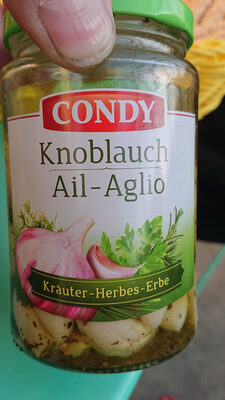 CONDY
Knoblauch
Ail-Aglio
Kräuter-Herbes-Erbe